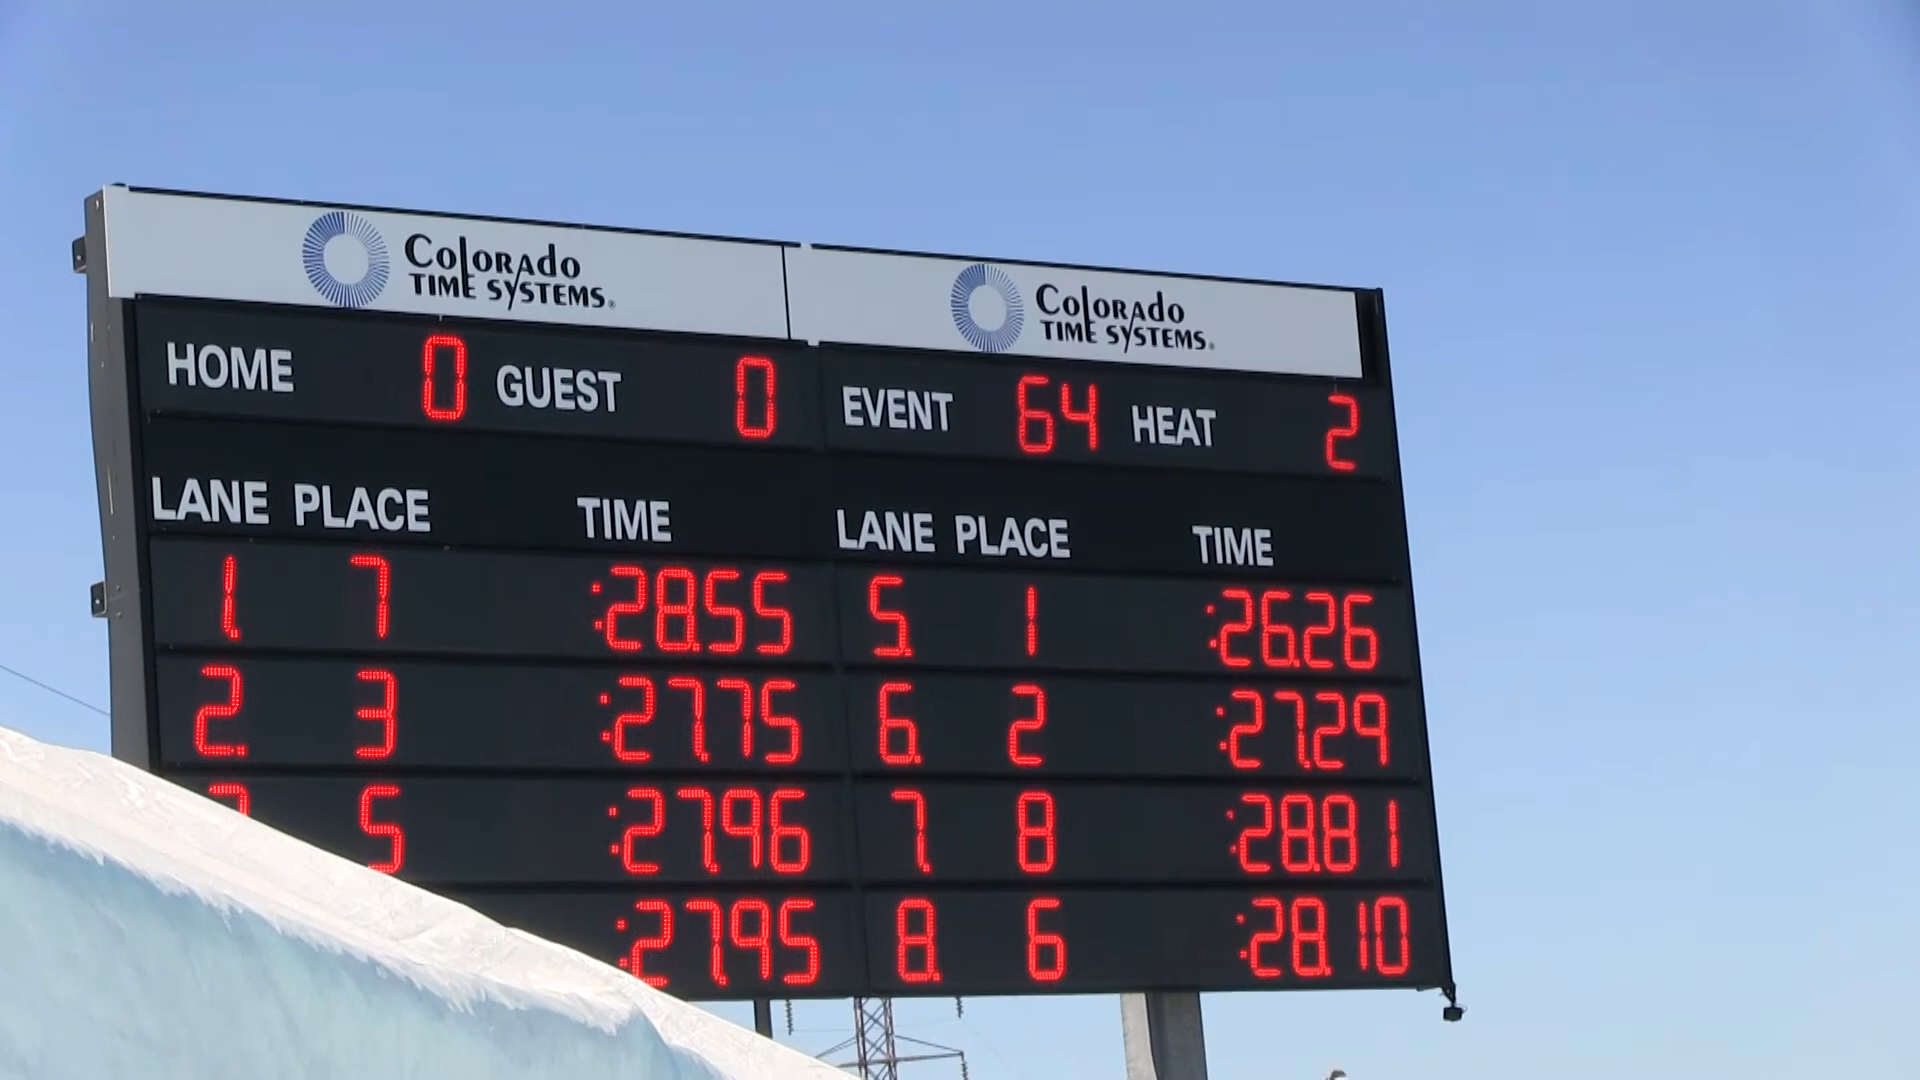 Colorado
TIME SYSTEMS®
Colorado
TIME SYSTEMS®
HOME 0 GUEST 0 EVENT 64 HEAT 2
LANE PLACE TIME LANE PLACE TIME
1. 7 :28.55 5. 1 :26.26
2. 3 :27.75 6. 2 :27.29
5 :27.96 7. 8 :28.81
:27.95 8. 6 :28.10